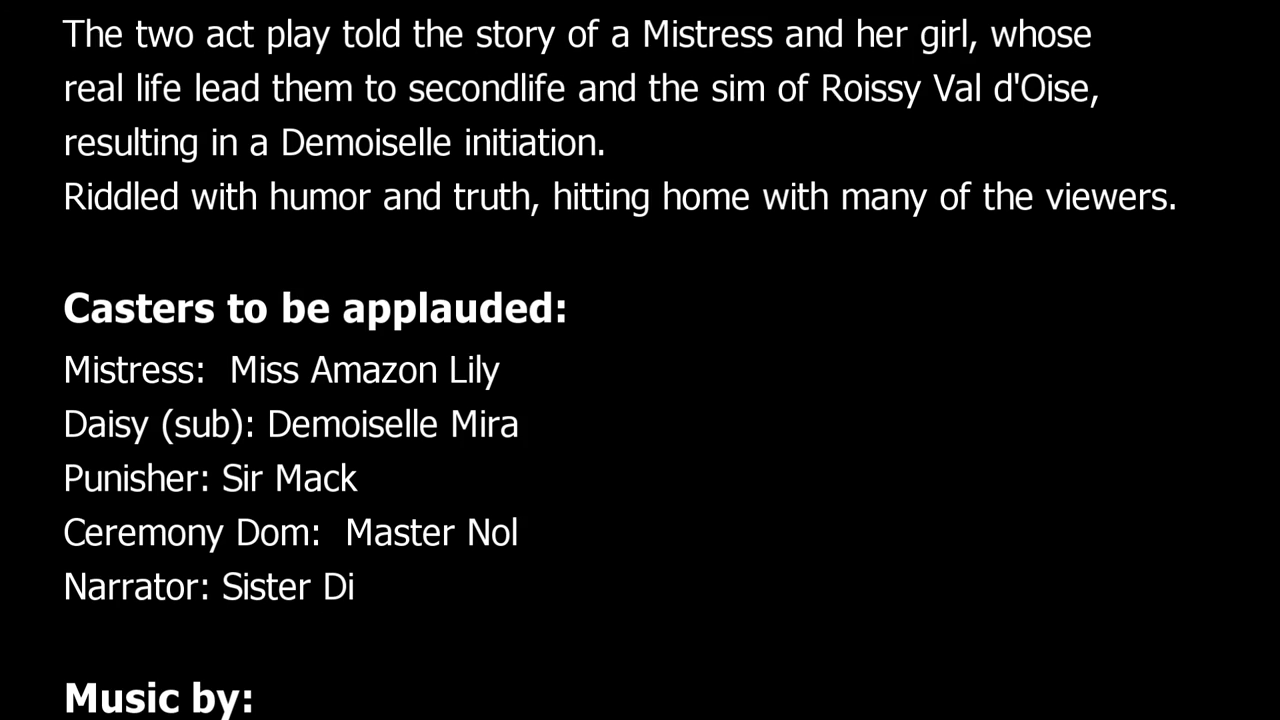 The two act play told the story of a Mistress and her girl, whose
real life lead them to secondlife and the sim of Roissy Val d'Oise,
resulting in a Demoiselle initiation.
Riddled with humor and truth, hitting home with many of the viewers.
Casters to be applauded:
Mistress:  Miss Amazon Lily
Daisy (sub): Demoiselle Mira
Punisher: Sir Mack
Ceremony Dom:  Master Nol
Narrator: Sister Di
Music by: